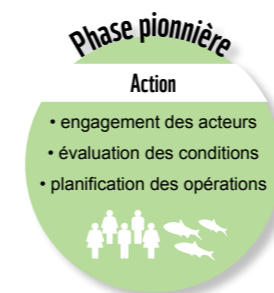 Phase pionnière
Action
• engagement des acteurs
• évaluation des conditions
• planification des opérations